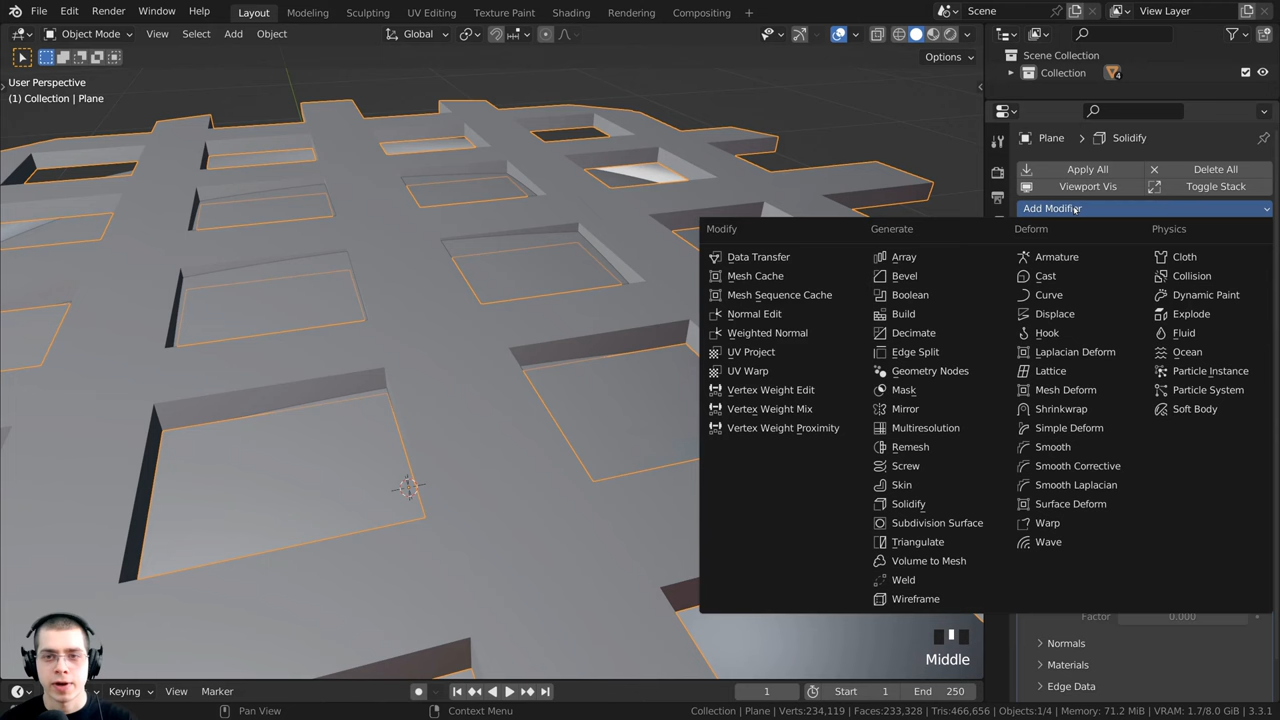 File Edit Render Window Help Layout Modeling Sculpting UV Editing Texture Paint Shading Rendering Compositing + Scene View Layer
Object Mode View Select Add Object Global
Options
User Perspective
(1) Collection | Plane
Scene Collection
Collection 4
Plane > Solidify
Apply All Delete All
Viewport Vis Toggle Stack
Add Modifier
Modify
Data Transfer
Mesh Cache
Mesh Sequence Cache
Normal Edit
Weighted Normal
UV Project
UV Warp
Vertex Weight Edit
Vertex Weight Mix
Vertex Weight Proximity
Generate
Array
Bevel
Boolean
Build
Decimate
Edge Split
Geometry Nodes
Mask
Mirror
Multiresolution
Remesh
Screw
Skin
Solidify
Subdivision Surface
Triangulate
Volume to Mesh
Weld
Wireframe
Deform
Armature
Cast
Curve
Displace
Hook
Laplacian Deform
Lattice
Mesh Deform
Shrinkwrap
Simple Deform
Smooth
Smooth Corrective
Smooth Laplacian
Surface Deform
Warp
Wave
Physics
Cloth
Collision
Dynamic Paint
Explode
Fluid
Ocean
Particle Instance
Particle System
Soft Body
Factor 0.000
Normals
Materials
Edge Data
Middle
Keying View Marker 1 Start 1 End 250
Pan View Context Menu Collection | Plane | Verts:234,119 | Faces:233,328 | Tris:466,656 | Objects:1/4 | Memory: 71.2 MiB | VRAM: 1.7/8.0 GiB | 3.3.1